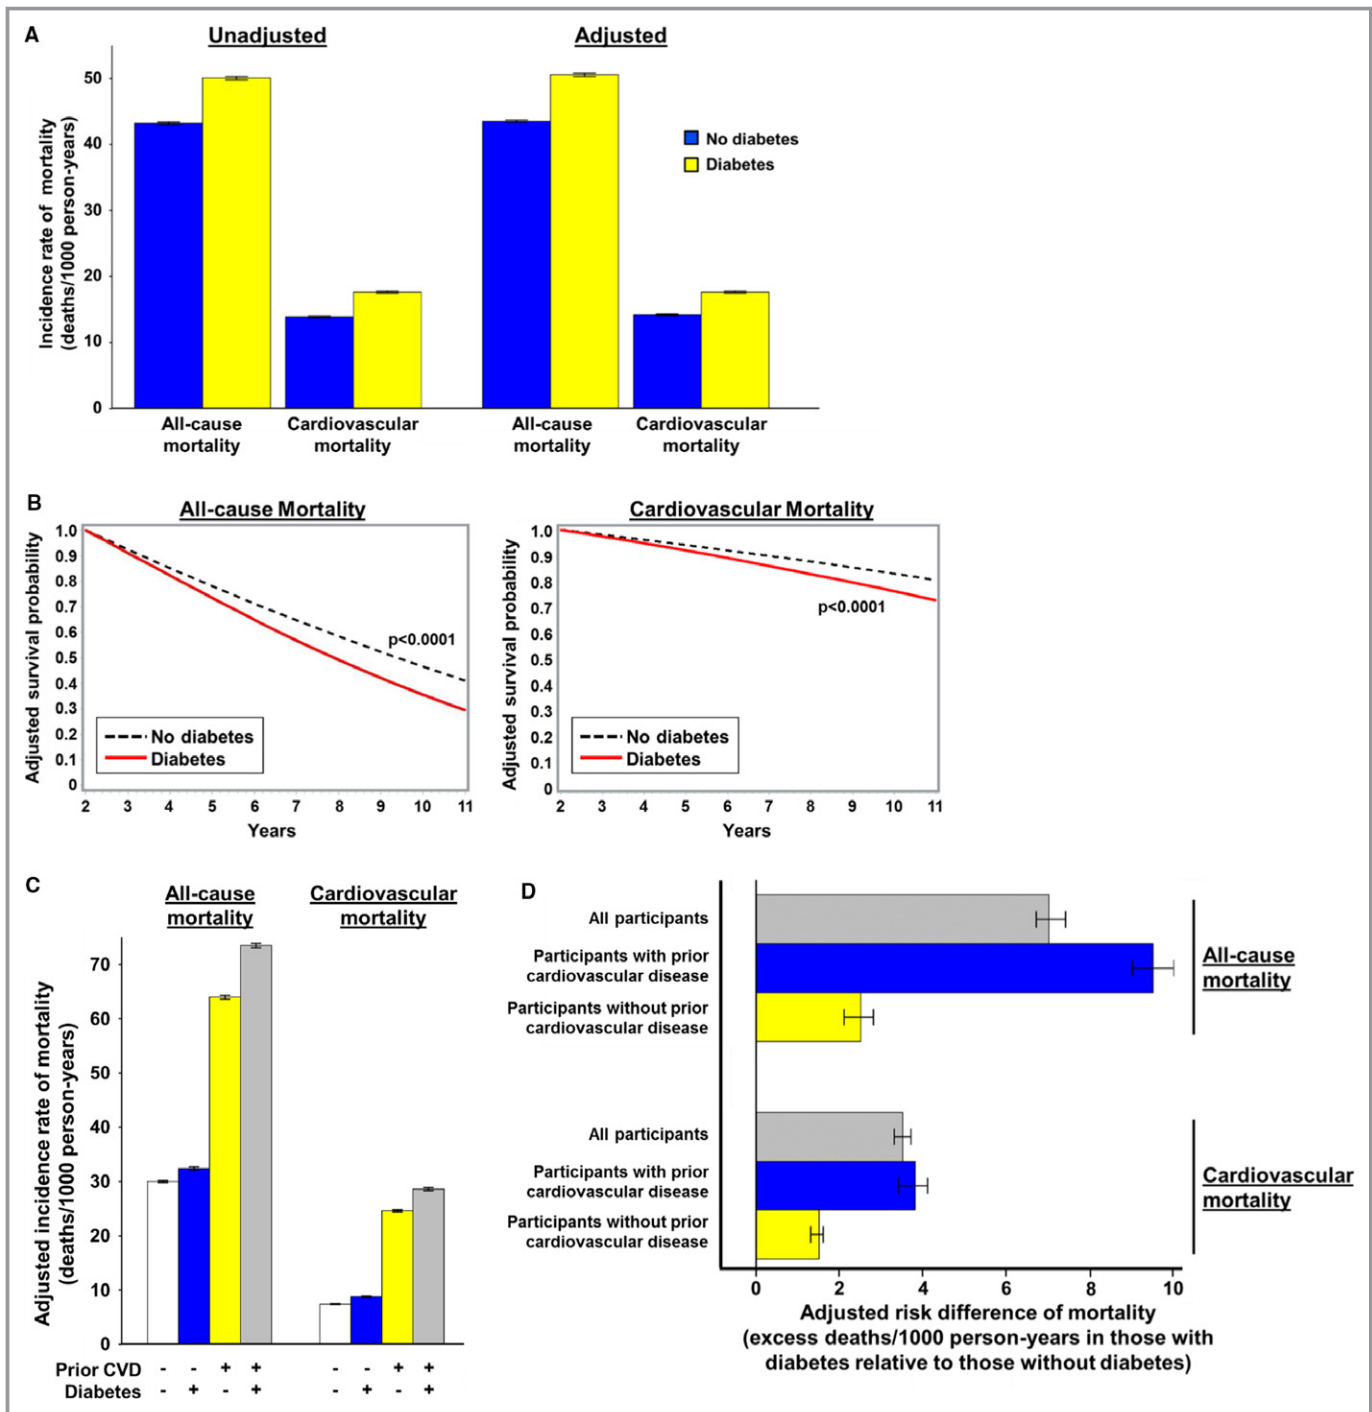 A
Unadjusted
Adjusted
Incidence rate of mortality
(deaths/1000 person-years)
50
40
30
20
10
0
No diabetes
Diabetes
All-cause
mortality
Cardiovascular
mortality
All-cause
mortality
Cardiovascular
mortality
B
All-cause Mortality
Adjusted survival probability
1.0
0.9
0.8
0.7
0.6
0.5
0.4
0.3
0.2
0.1
0
p<0.0001
No diabetes
Diabetes
2 3 4 5 6 7 8 9 10 11
Years
Cardiovascular Mortality
Adjusted survival probability
1.0
0.9
0.8
0.7
0.6
0.5
0.4
0.3
0.2
0.1
0
p<0.0001
No diabetes
Diabetes
2 3 4 5 6 7 8 9 10 11
Years
C
All-cause
mortality
Cardiovascular
mortality
Adjusted incidence rate of mortality
(deaths/1000 person-years)
70
60
50
40
30
20
10
0
Prior CVD - - + + - - + +
Diabetes - + - + - + - +
D
All participants
Participants with prior
cardiovascular disease
Participants without prior
cardiovascular disease
All-cause
mortality
All participants
Participants with prior
cardiovascular disease
Participants without prior
cardiovascular disease
Cardiovascular
mortality
0 2 4 6 8 10
Adjusted risk difference of mortality
(excess deaths/1000 person-years in those with
diabetes relative to those without diabetes)